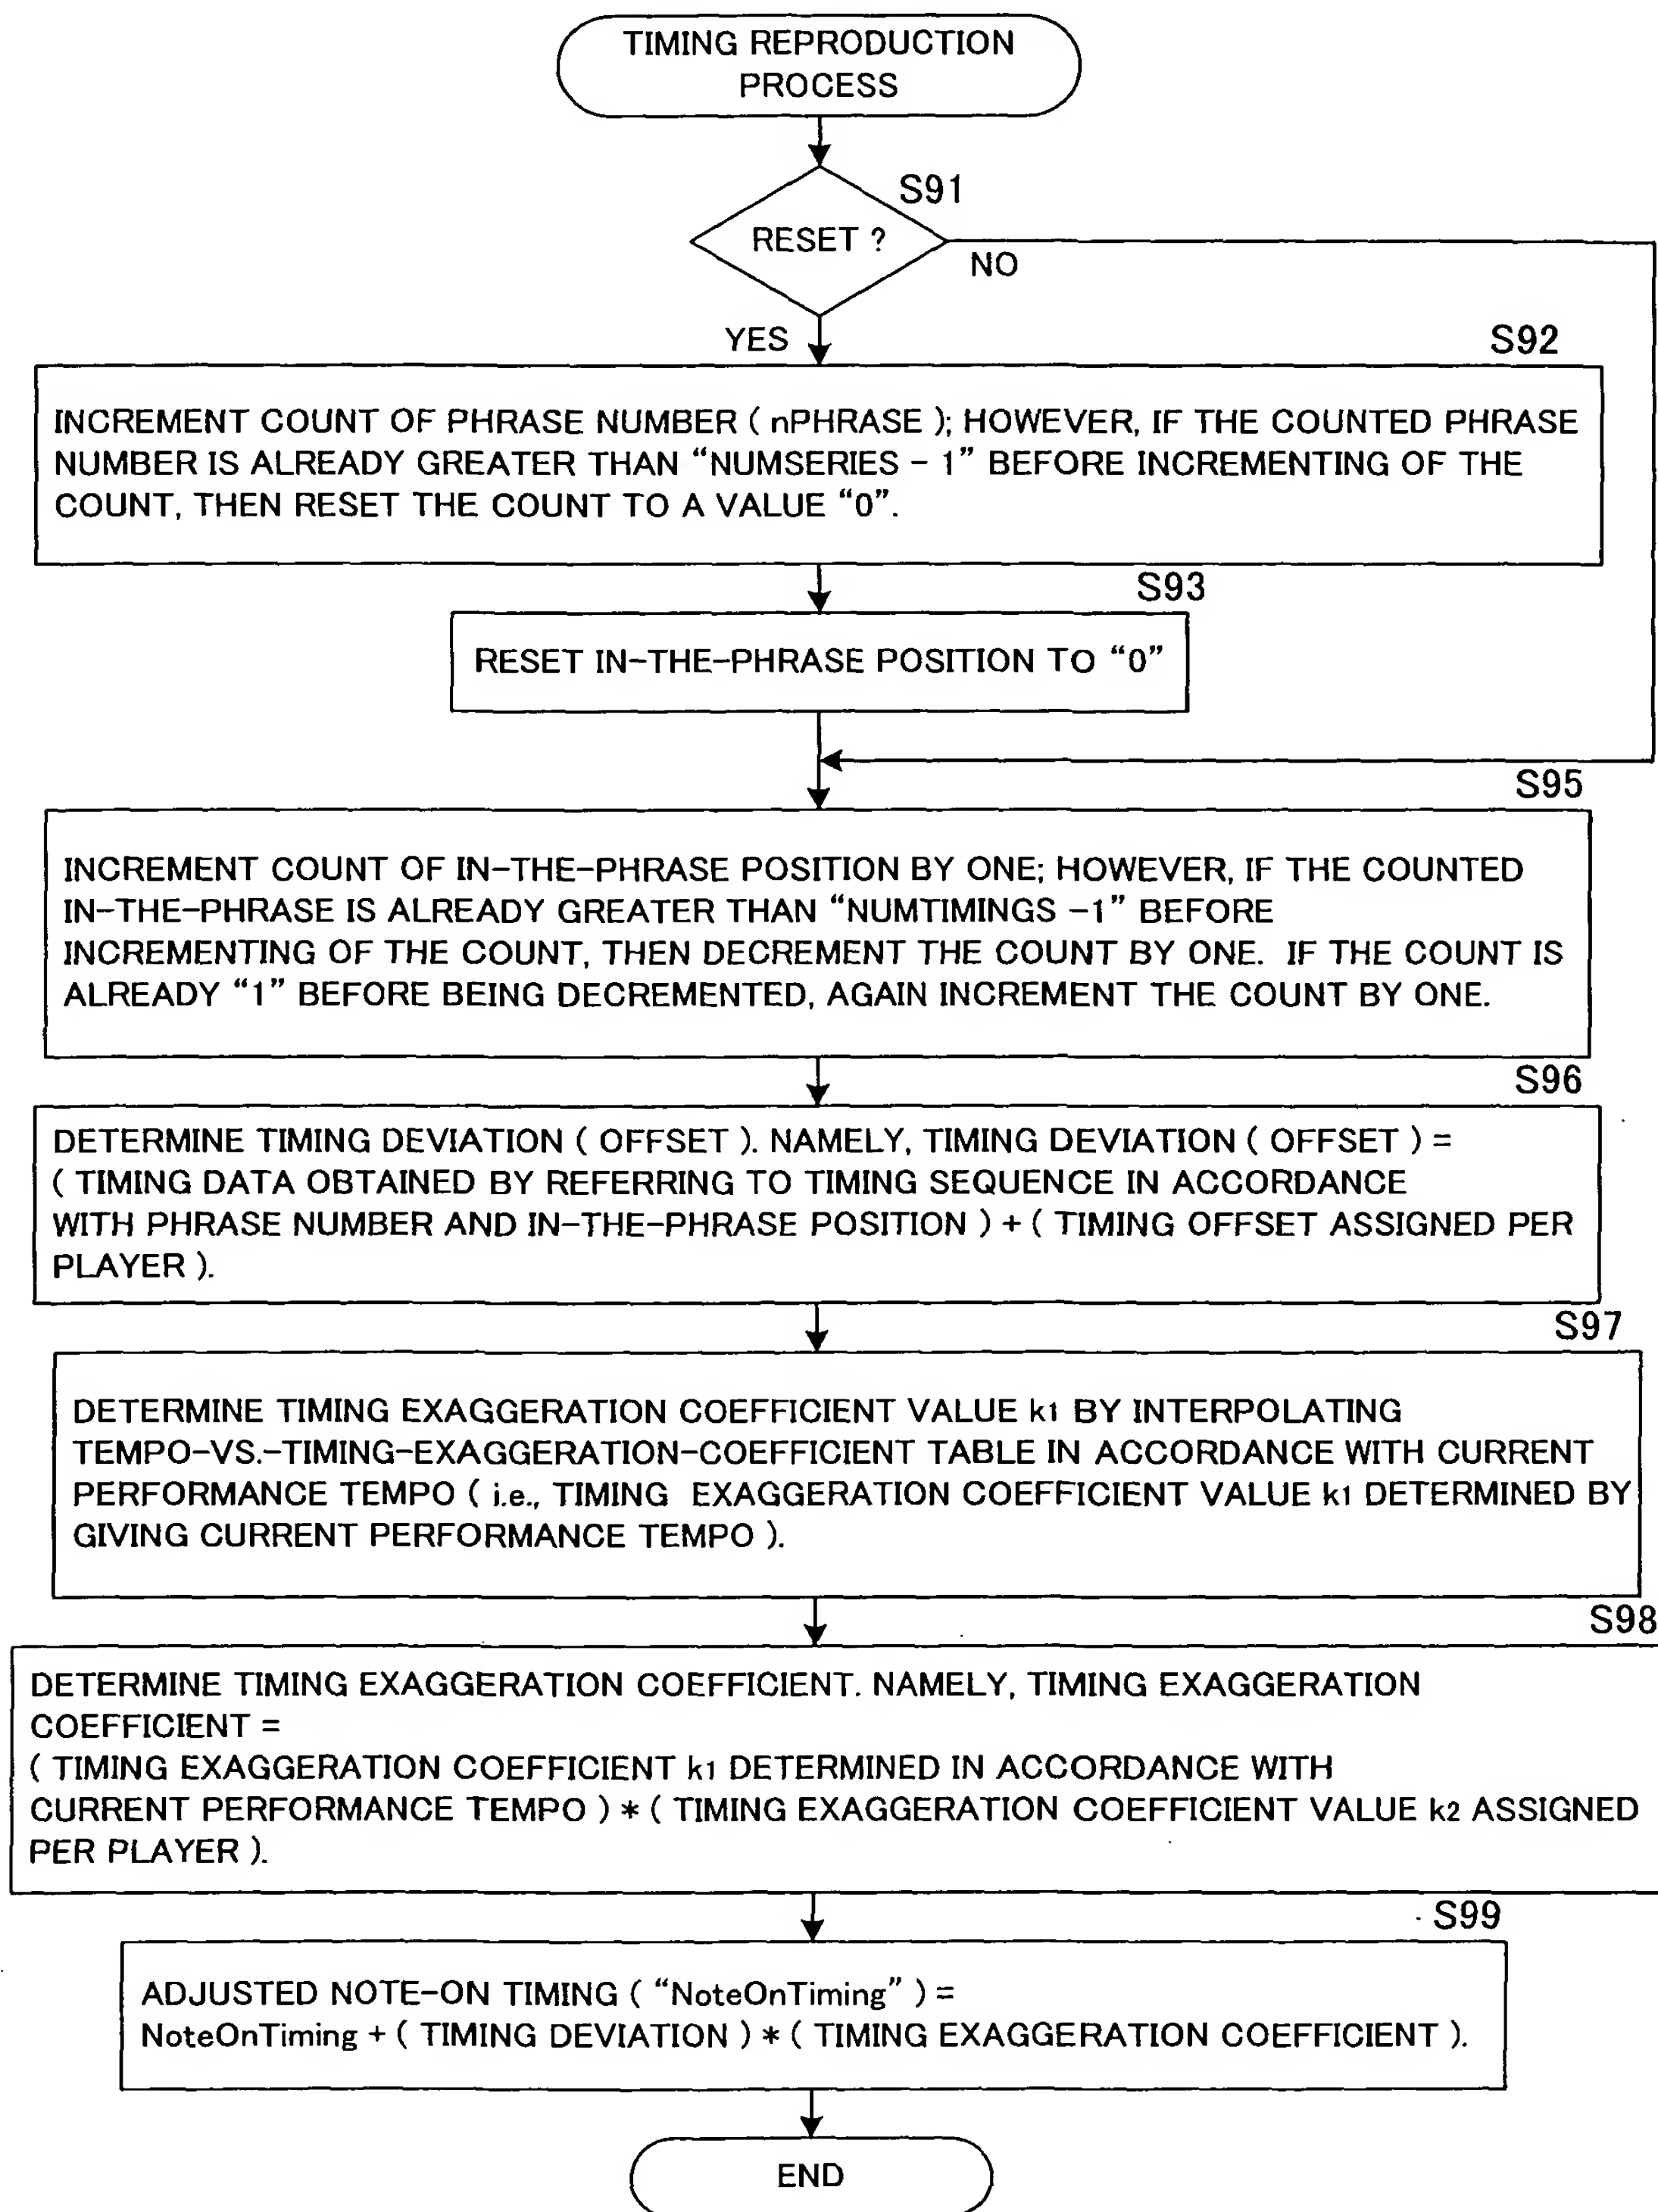 TIMING REPRODUCTION
PROCESS
S91
RESET ?
NO
YES
S92
INCREMENT COUNT OF PHRASE NUMBER ( nPHRASE ); HOWEVER, IF THE COUNTED PHRASE
NUMBER IS ALREADY GREATER THAN “NUMSERIES – 1” BEFORE INCREMENTING OF THE
COUNT, THEN RESET THE COUNT TO A VALUE “0”.
S93
RESET IN-THE-PHRASE POSITION TO “0”
S95
INCREMENT COUNT OF IN-THE-PHRASE POSITION BY ONE; HOWEVER, IF THE COUNTED
IN-THE-PHRASE IS ALREADY GREATER THAN “NUMTIMINGS –1” BEFORE
INCREMENTING OF THE COUNT, THEN DECREMENT THE COUNT BY ONE. IF THE COUNT IS
ALREADY “1” BEFORE BEING DECREMENTED, AGAIN INCREMENT THE COUNT BY ONE.
S96
DETERMINE TIMING DEVIATION ( OFFSET ). NAMELY, TIMING DEVIATION ( OFFSET ) =
( TIMING DATA OBTAINED BY REFERRING TO TIMING SEQUENCE IN ACCORDANCE
WITH PHRASE NUMBER AND IN-THE-PHRASE POSITION ) + ( TIMING OFFSET ASSIGNED PER
PLAYER ).
S97
DETERMINE TIMING EXAGGERATION COEFFICIENT VALUE k1 BY INTERPOLATING
TEMPO-VS.-TIMING-EXAGGERATION-COEFFICIENT TABLE IN ACCORDANCE WITH CURRENT
PERFORMANCE TEMPO ( i.e., TIMING EXAGGERATION COEFFICIENT VALUE k1 DETERMINED BY
GIVING CURRENT PERFORMANCE TEMPO ).
S98
DETERMINE TIMING EXAGGERATION COEFFICIENT. NAMELY, TIMING EXAGGERATION
COEFFICIENT =
( TIMING EXAGGERATION COEFFICIENT k1 DETERMINED IN ACCORDANCE WITH
CURRENT PERFORMANCE TEMPO ) * ( TIMING EXAGGERATION COEFFICIENT VALUE k2 ASSIGNED
PER PLAYER ).
S99
ADJUSTED NOTE-ON TIMING ( “NoteOnTiming” ) =
NoteOnTiming + ( TIMING DEVIATION ) * ( TIMING EXAGGERATION COEFFICIENT ).
END